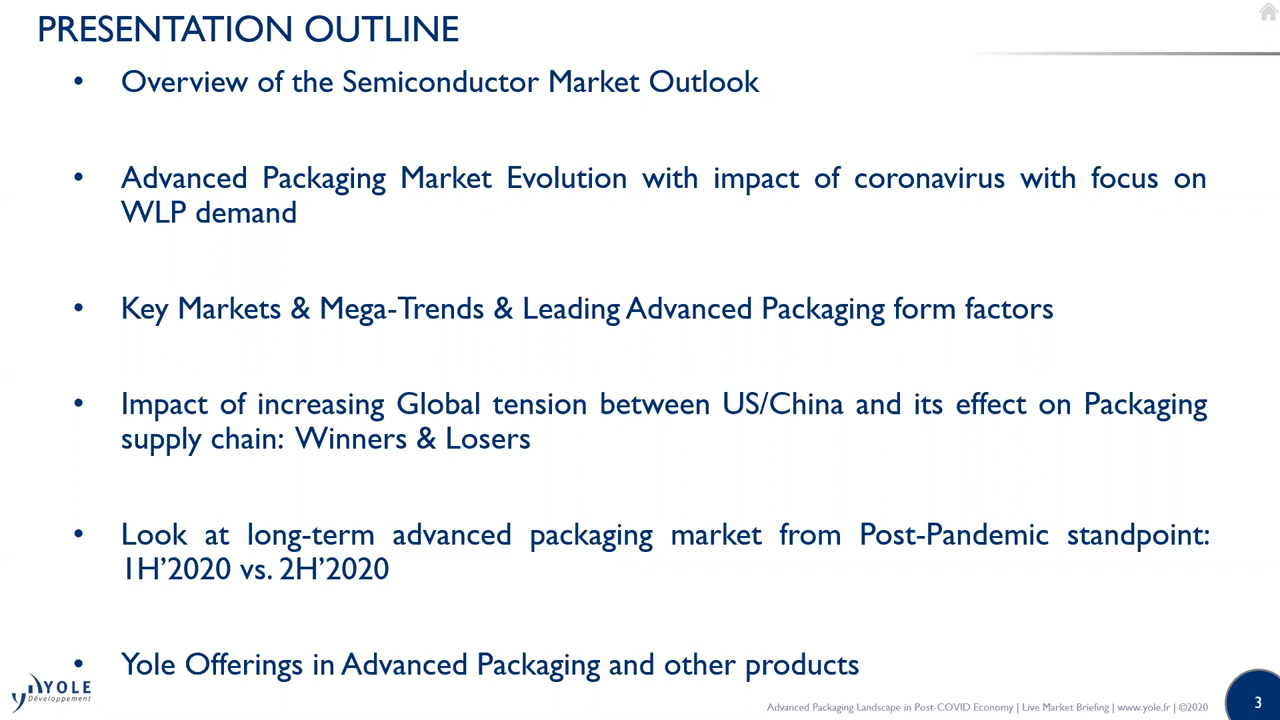 PRESENTATION OUTLINE
• Overview of the Semiconductor Market Outlook
• Advanced Packaging Market Evolution with impact of coronavirus with focus on
WLP demand
• Key Markets & Mega-Trends & Leading Advanced Packaging form factors
• Impact of increasing Global tension between US/China and its effect on Packaging
supply chain: Winners & Losers
• Look at long-term advanced packaging market from Post-Pandemic standpoint:
1H’2020 vs. 2H’2020
• Yole Offerings in Advanced Packaging and other products
YOLE
Développement
Advanced Packaging Landscape in Post-COVID Economy | Live Market Briefing | www.yole.fr | ©2020
3